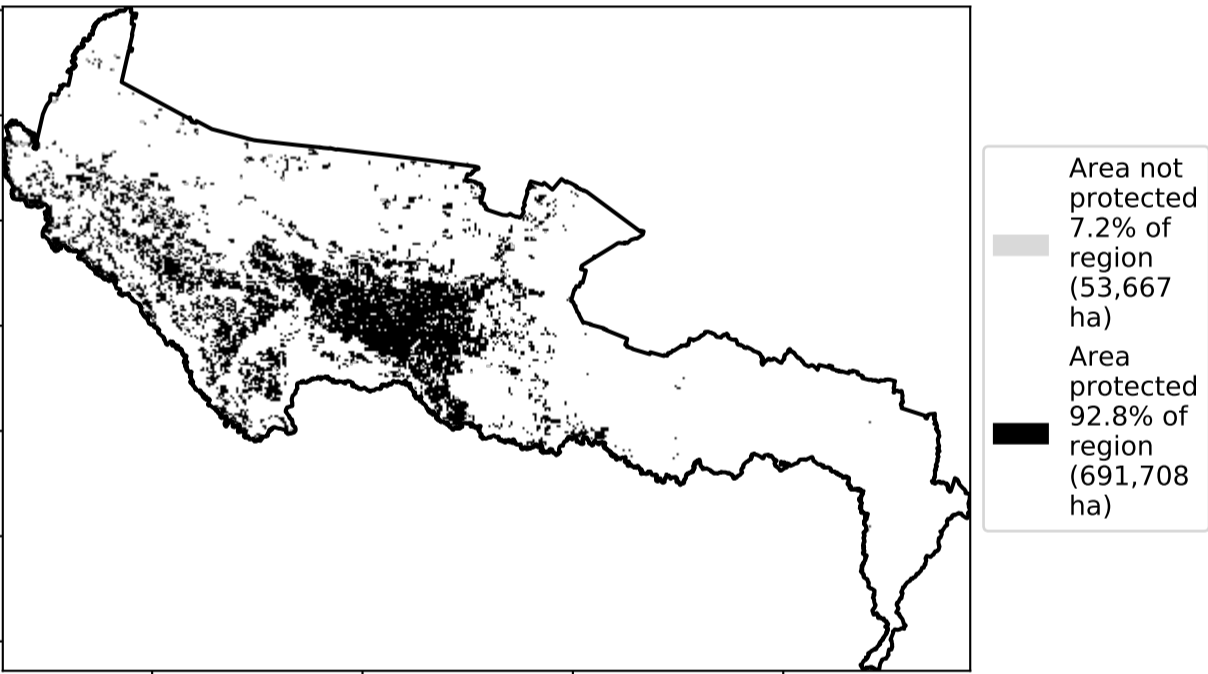 Area not
protected
7.2% of
region
(53,667
ha)
Area
protected
92.8% of
region
(691,708
ha)